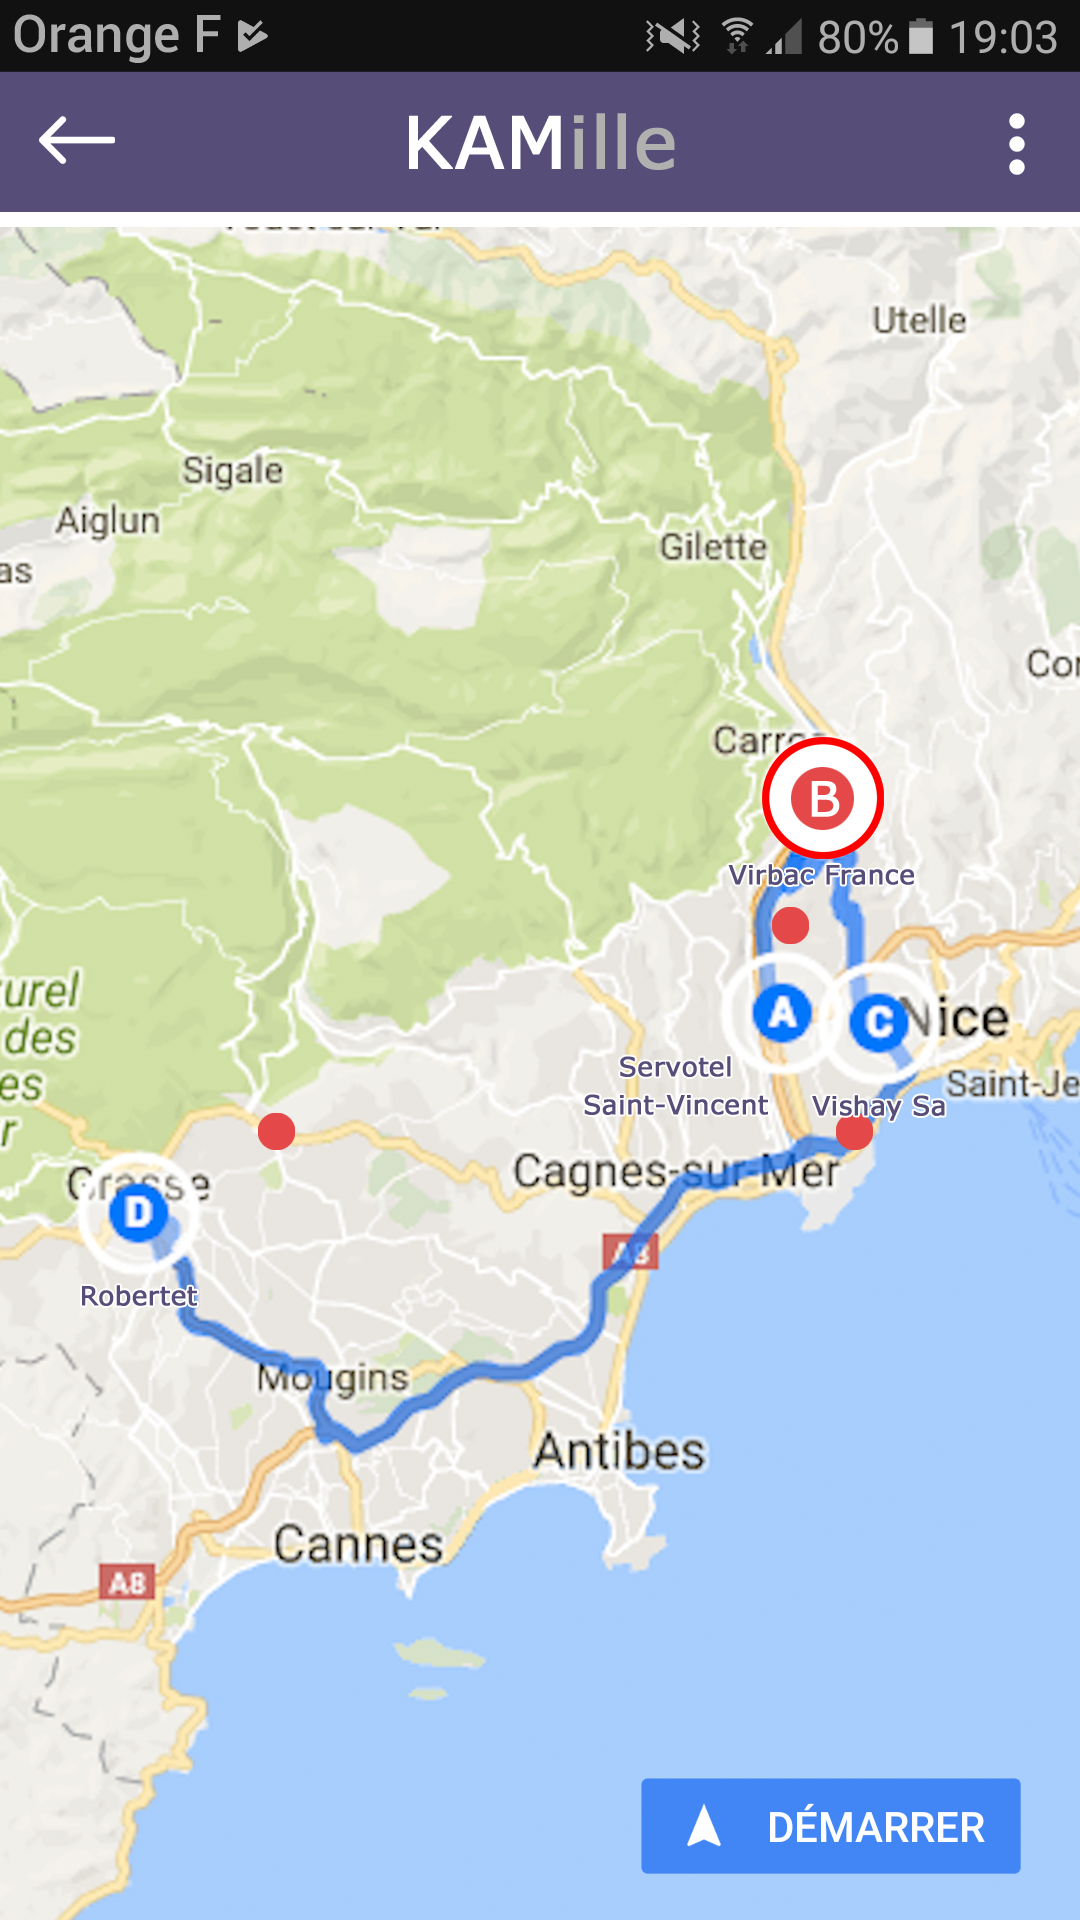 Orange F 80% 19:03
KAMille
Utelle
Sigale
Aiglun
as
Gilette
Cor
Carros
B
Virbac France
urel
des
es
r
A
C
Nice
Servotel
Saint-Vincent
Saint-Je
Vishay Sa
Grasse
Cagnes-sur-Mer
D
A8
Robertet
Mougins
Antibes
Cannes
A8
DÉMARRER